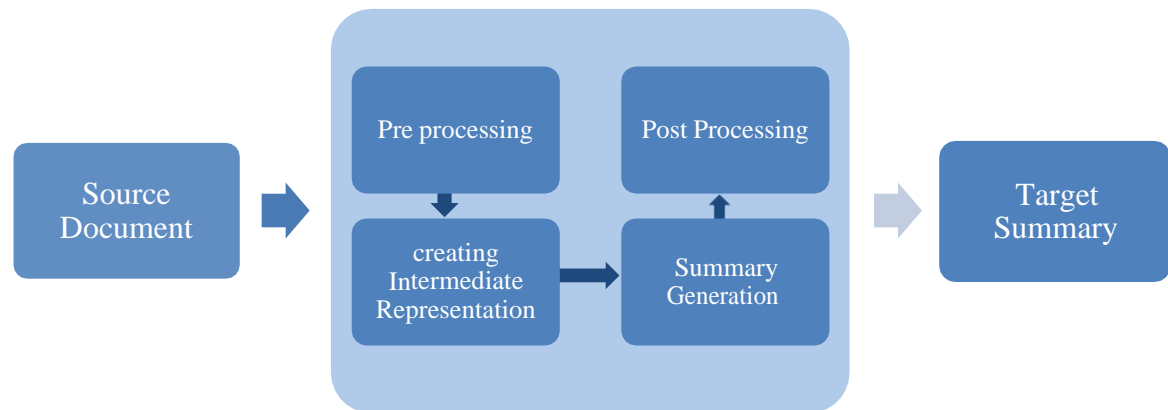 Source
Document
Pre processing
creating
Intermediate
Representation
Summary
Generation
Post Processing
Target
Summary